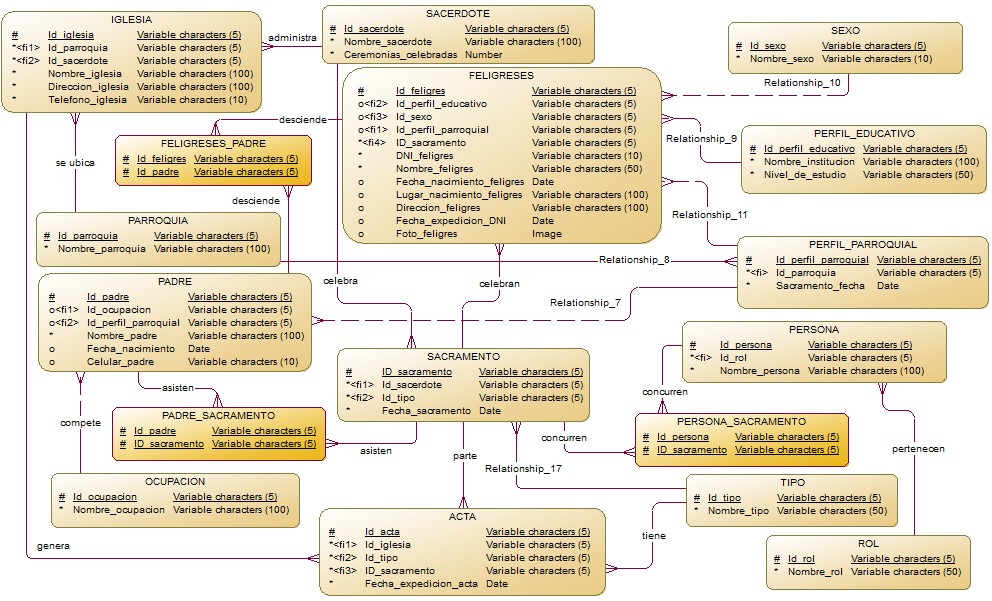 IGLESIA
# Id_iglesia Variable characters (5)
*<fi1> Id_parroquia Variable characters (5)
*<fi2> Id_sacerdote Variable characters (5)
* Nombre_iglesia Variable characters (100)
* Direccion_iglesia Variable characters (100)
* Telefono_iglesia Variable characters (10)
administra
SACERDOTE
# Id_sacerdote Variable characters (5)
* Nombre_sacerdote Variable characters (100)
* Ceremonias_celebradas Number
SEXO
# Id_sexo Variable characters (5)
* Nombre_sexo Variable characters (10)
Relationship_10
FELIGRESES
# Id_feligres Variable characters (5)
o<fi2> Id_perfil_educativo Variable characters (5)
o<fi3> Id_sexo Variable characters (5)
o<fi1> Id_perfil_parroquial Variable characters (5)
*<fi4> ID_sacramento Variable characters (5)
* DNI_feligres Variable characters (10)
* Nombre_feligres Variable characters (50)
o Fecha_nacimiento_feligres Date
o Lugar_nacimiento_feligres Variable characters (100)
o Direccion_feligres Variable characters (100)
o Fecha_expedicion_DNI Date
o Foto_feligres Image
desciende
Relationship_9
PERFIL_EDUCATIVO
# Id_perfil_educativo Variable characters (5)
* Nombre_institucion Variable characters (100)
* Nivel_de_estudio Variable characters (50)
se ubica
FELIGRESES_PADRE
# Id_feligres Variable characters (5)
# Id_padre Variable characters (5)
desciende
Relationship_11
PARROQUIA
# Id_parroquia Variable characters (5)
* Nombre_parroquia Variable characters (100)
PERFIL_PARROQUIAL
# Id_perfil_parroquial Variable characters (5)
*<fi> Id_parroquia Variable characters (5)
* Sacramento_fecha Date
Relationship_8
celebra
celebran
Relationship_7
PADRE
# Id_padre Variable characters (5)
o<fi1> Id_ocupacion Variable characters (5)
o<fi2> Id_perfil_parroquial Variable characters (5)
* Nombre_padre Variable characters (100)
o Fecha_nacimiento Date
o Celular_padre Variable characters (10)
PERSONA
# Id_persona Variable characters (5)
*<fi> Id_rol Variable characters (5)
* Nombre_persona Variable characters (100)
SACRAMENTO
# ID_sacramento Variable characters (5)
*<fi1> Id_sacerdote Variable characters (5)
*<fi2> Id_tipo Variable characters (5)
* Fecha_sacramento Date
asisten
concurren
compete
PADRE_SACRAMENTO
# Id_padre Variable characters (5)
# ID_sacramento Variable characters (5)
asisten
concurren
PERSONA_SACRAMENTO
# Id_persona Variable characters (5)
# ID_sacramento Variable characters (5)
pertenecen
parte
Relationship_17
OCUPACION
# Id_ocupacion Variable characters (5)
* Nombre_ocupacion Variable characters (100)
TIPO
# Id_tipo Variable characters (5)
* Nombre_tipo Variable characters (50)
genera
ACTA
# Id_acta Variable characters (5)
*<fi1> Id_iglesia Variable characters (5)
*<fi2> Id_tipo Variable characters (5)
*<fi3> ID_sacramento Variable characters (5)
* Fecha_expedicion_acta Date
tiene
ROL
# Id_rol Variable characters (5)
* Nombre_rol Variable characters (50)